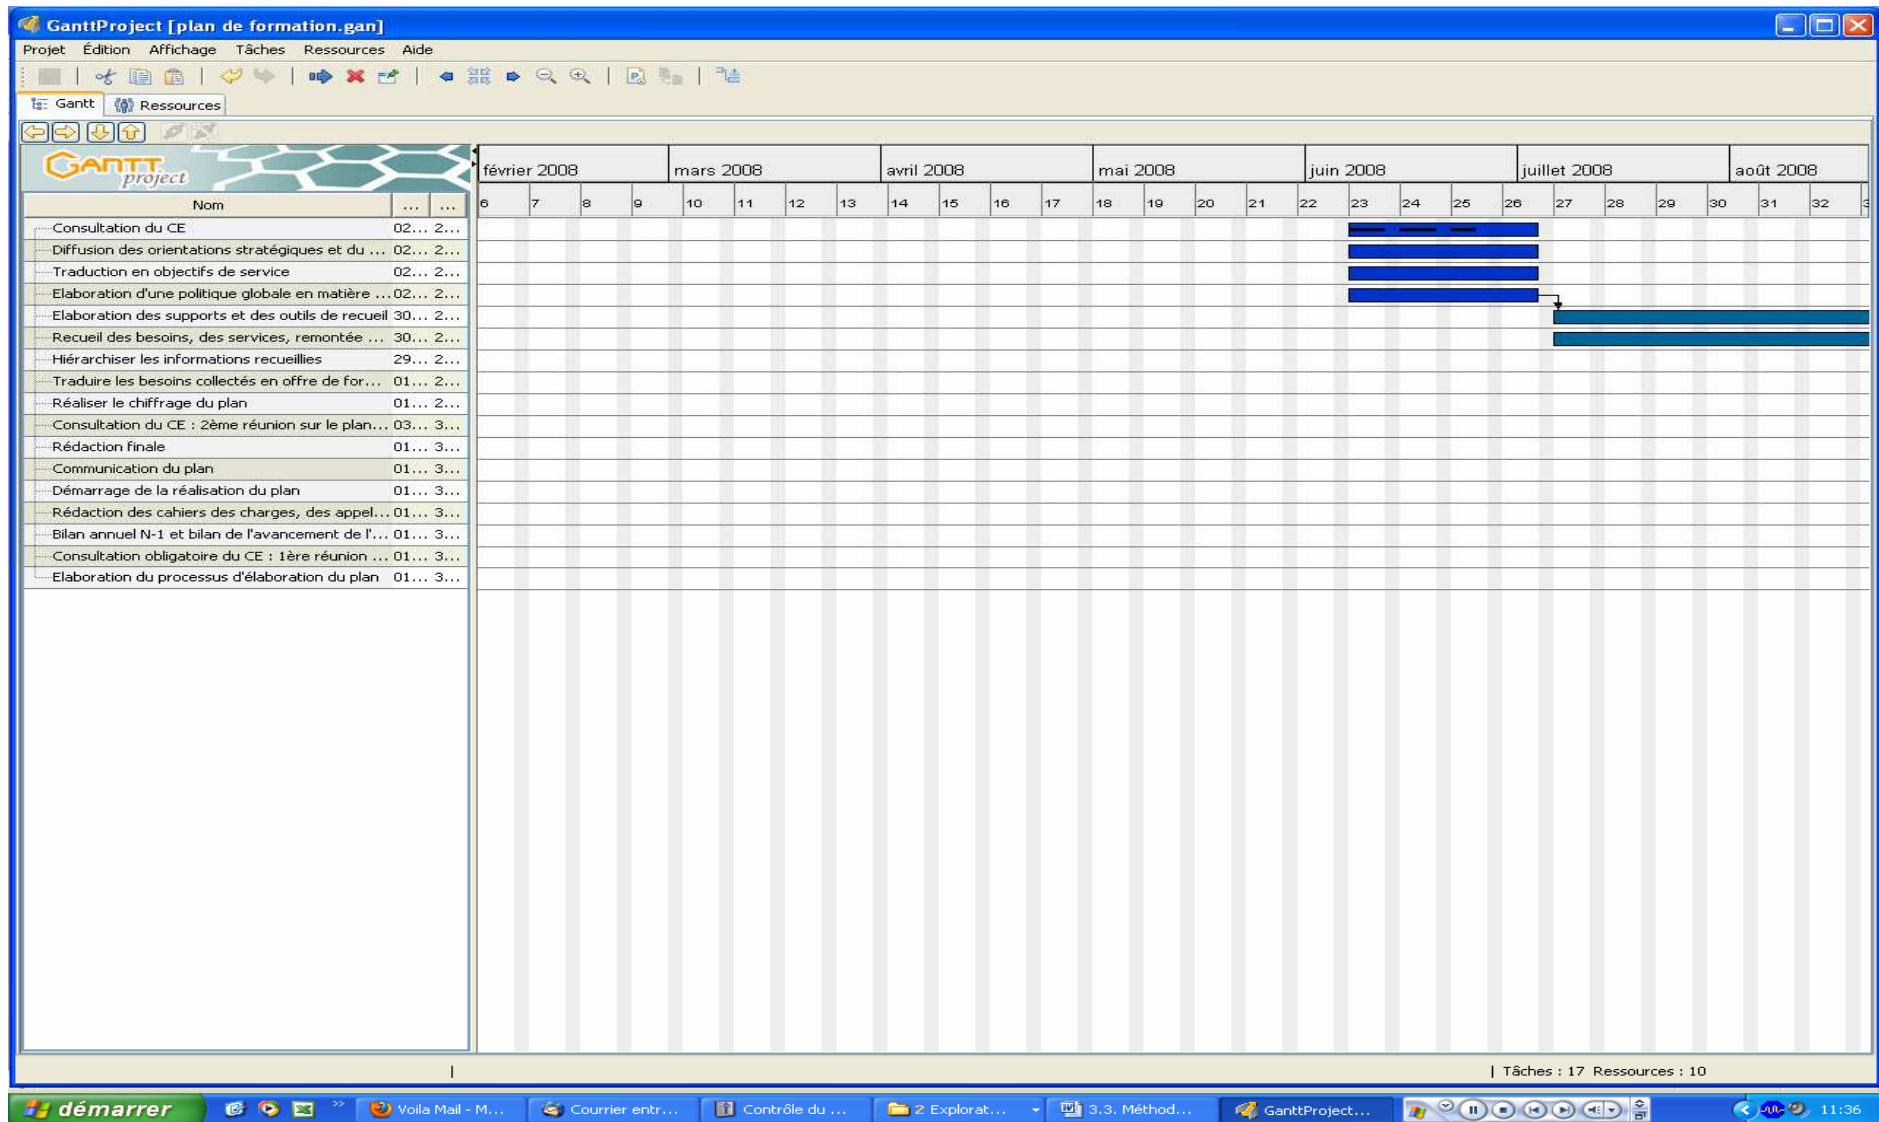 GanttProject [plan de formation.gan]
Projet Édition Affichage Tâches Ressources Aide
Gantt Ressources
GANTT project
février 2008 mars 2008 avril 2008 mai 2008 juin 2008 juillet 2008 août 2008
Nom ... ... 6 7 8 9 10 11 12 13 14 15 16 17 18 19 20 21 22 23 24 25 26 27 28 29 30 31 32
Consultation du CE 02... 2...
Diffusion des orientations stratégiques et du ... 02... 2...
Traduction en objectifs de service 02... 2...
Elaboration d'une politique globale en matière ... 02... 2...
Elaboration des supports et des outils de recueil 30... 2...
Recueil des besoins, des services, remontée ... 30... 2...
Hiérarchiser les informations recueillies 29... 2...
Traduire les besoins collectés en offre de for... 01... 2...
Réaliser le chiffrage du plan 01... 2...
Consultation du CE : 2ème réunion sur le plan... 03... 3...
Rédaction finale 01... 3...
Communication du plan 01... 3...
Démarrage de la réalisation du plan 01... 3...
Rédaction des cahiers des charges, des appel... 01... 3...
Bilan annuel N-1 et bilan de l'avancement de l'... 01... 3...
Consultation obligatoire du CE : 1ère réunion ... 01... 3...
Elaboration du processus d'élaboration du plan 01... 3...
Tâches : 17 Ressources : 10
démarrer Voila Mail - M... Courrier entr... Contrôle du ... 2 Explorat... 3.3. Méthod... GanttProject... 11:36